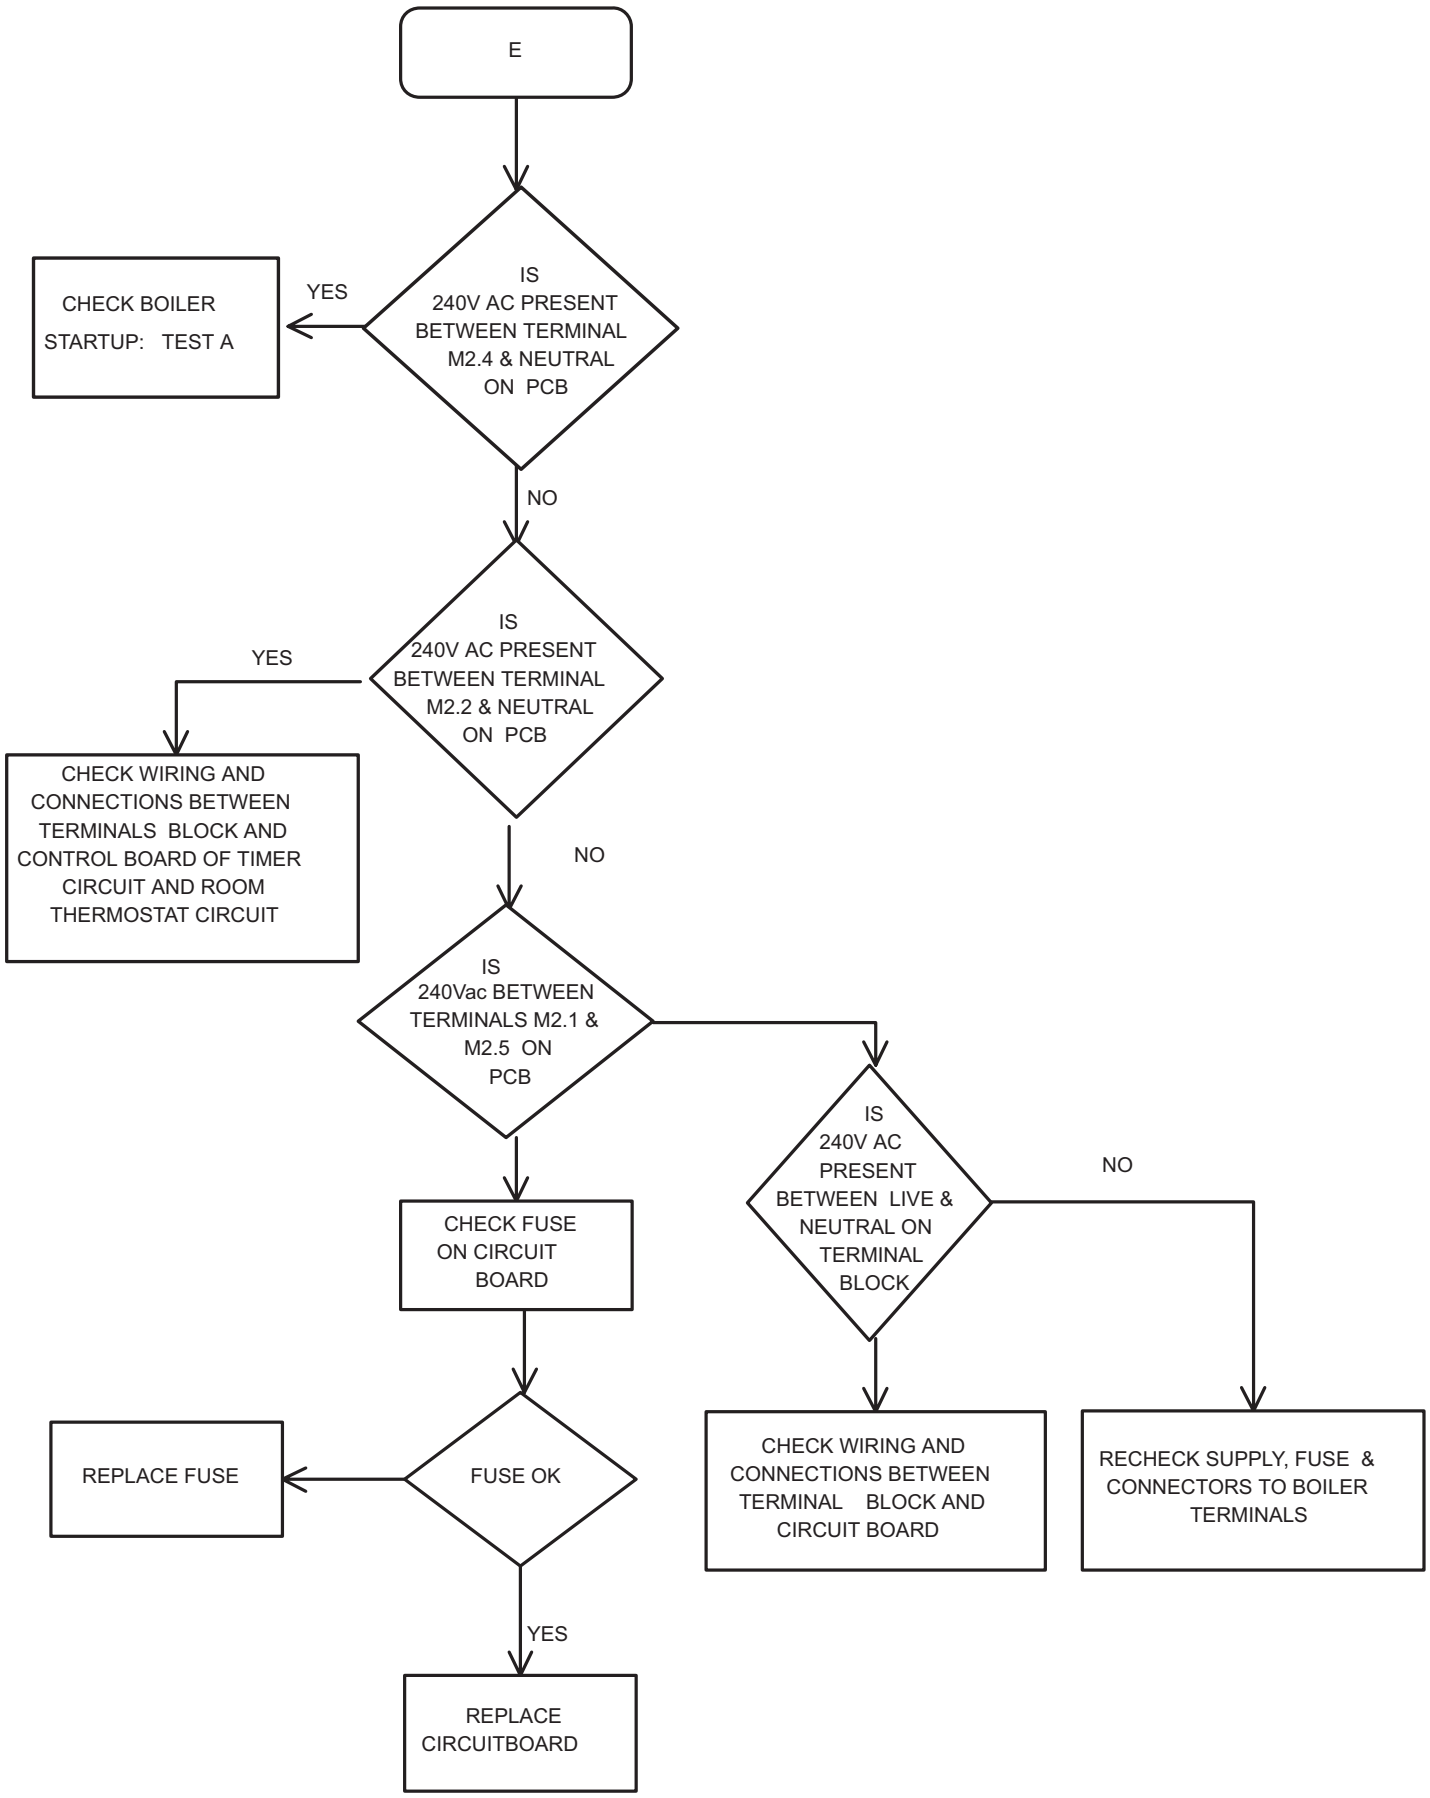 E
IS
240V AC PRESENT
BETWEEN TERMINAL
M2.4 & NEUTRAL
ON PCB
YES
CHECK BOILER
STARTUP: TEST A
NO
IS
240V AC PRESENT
BETWEEN TERMINAL
M2.2 & NEUTRAL
ON PCB
YES
CHECK WIRING AND
CONNECTIONS BETWEEN
TERMINALS BLOCK AND
CONTROL BOARD OF TIMER
CIRCUIT AND ROOM
THERMOSTAT CIRCUIT
NO
IS
240Vac BETWEEN
TERMINALS M2.1 &
M2.5 ON
PCB
IS
240V AC
PRESENT
BETWEEN LIVE &
NEUTRAL ON
TERMINAL
BLOCK
NO
CHECK FUSE
ON CIRCUIT
BOARD
FUSE OK
REPLACE FUSE
CHECK WIRING AND
CONNECTIONS BETWEEN
TERMINAL BLOCK AND
CIRCUIT BOARD
RECHECK SUPPLY, FUSE &
CONNECTORS TO BOILER
TERMINALS
YES
REPLACE
CIRCUITBOARD